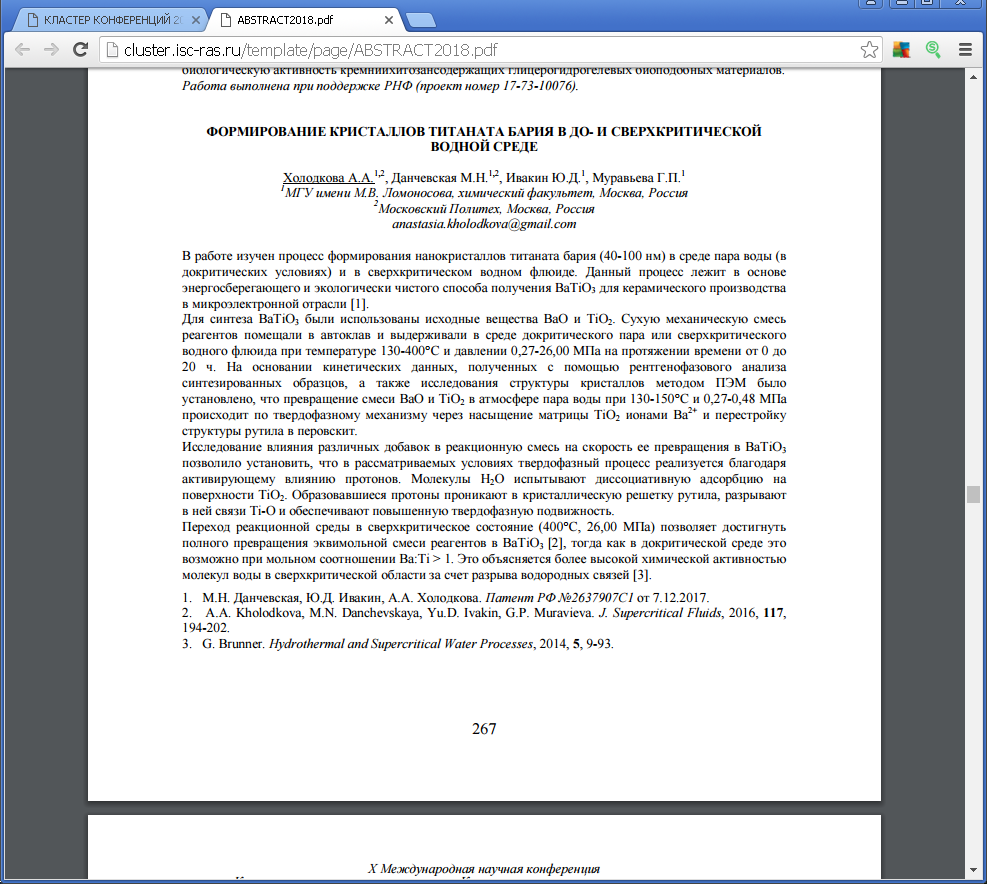 КЛАСТЕР КОНФЕРЕНЦИЙ 20
ABSTRACT2018.pdf
cluster.isc-ras.ru/template/page/ABSTRACT2018.pdf
биологическую активность кремнийхитозансодержащих глицерогидрогелевых биоподобных материалов.
Работа выполнена при поддержке РНФ (проект номер 17-73-10076).
ФОРМИРОВАНИЕ КРИСТАЛЛОВ ТИТАНАТА БАРИЯ В ДО- И СВЕРХКРИТИЧЕСКОЙ
ВОДНОЙ СРЕДЕ
Холодкова А.А.1,2, Данчевская М.Н.1,2, Ивакин Ю.Д.1, Муравьева Г.П.1
1МГУ имени М.В. Ломоносова, химический факультет, Москва, Россия
2Московский Политех, Москва, Россия
anastasia.kholodkova@gmail.com
В работе изучен процесс формирования нанокристаллов титаната бария (40-100 нм) в среде пара воды (в
докритических условиях) и в сверхкритическом водном флюиде. Данный процесс лежит в основе
энергосберегающего и экологически чистого способа получения BaTiO3 для керамического производства
в микроэлектронной отрасли [1].
Для синтеза BaTiO3 были использованы исходные вещества BaO и TiO2. Сухую механическую смесь
реагентов помещали в автоклав и выдерживали в среде докритического пара или сверхкритического
водного флюида при температуре 130-400°С и давлении 0,27-26,00 МПа на протяжении времени от 0 до
20 ч. На основании кинетических данных, полученных с помощью рентгенофазового анализа
синтезированных образцов, а также исследования структуры кристаллов методом ПЭМ было
установлено, что превращение смеси BaO и TiO2 в атмосфере пара воды при 130-150°С и 0,27-0,48 МПа
происходит по твердофазному механизму через насыщение матрицы TiO2 ионами Ba2+ и перестройку
структуры рутила в перовскит.
Исследование влияния различных добавок в реакционную смесь на скорость ее превращения в BaTiO3
позволило установить, что в рассматриваемых условиях твердофазный процесс реализуется благодаря
активирующему влиянию протонов. Молекулы H2O испытывают диссоциативную адсорбцию на
поверхности TiO2. Образовавшиеся протоны проникают в кристаллическую решетку рутила, разрывают
в ней связи Ti-O и обеспечивают повышенную твердофазную подвижность.
Переход реакционной среды в сверхкритическое состояние (400°С, 26,00 МПа) позволяет достигнуть
полного превращения эквимольной смеси реагентов в BaTiO3 [2], тогда как в докритической среде это
возможно при мольном соотношении Ba:Ti > 1. Это объясняется более высокой химической активностью
молекул воды в сверхкритической области за счет разрыва водородных связей [3].
1. М.Н. Данчевская, Ю.Д. Ивакин, А.А. Холодкова. Патент РФ №2637907С1 от 7.12.2017.
2. A.A. Kholodkova, M.N. Danchevskaya, Yu.D. Ivakin, G.P. Muravieva. J. Supercritical Fluids, 2016, 117,
194-202.
3. G. Brunner. Hydrothermal and Supercritical Water Processes, 2014, 5, 9-93.
267
X Международная научная конференция